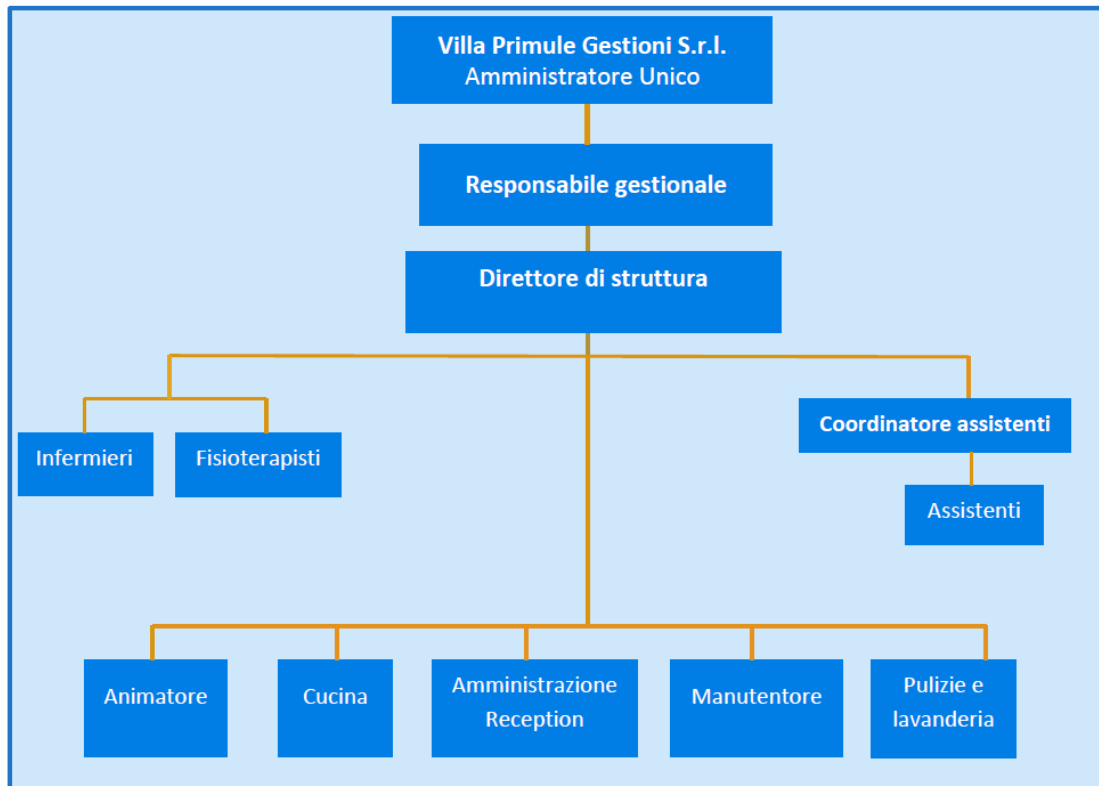 Villa Primule Gestioni S.r.l.
Amministratore Unico
Responsabile gestionale
Direttore di struttura
Infermieri
Fisioterapisti
Coordinatore assistenti
Assistenti
Animatore
Cucina
Amministrazione
Reception
Manutentore
Pulizie e
lavanderia